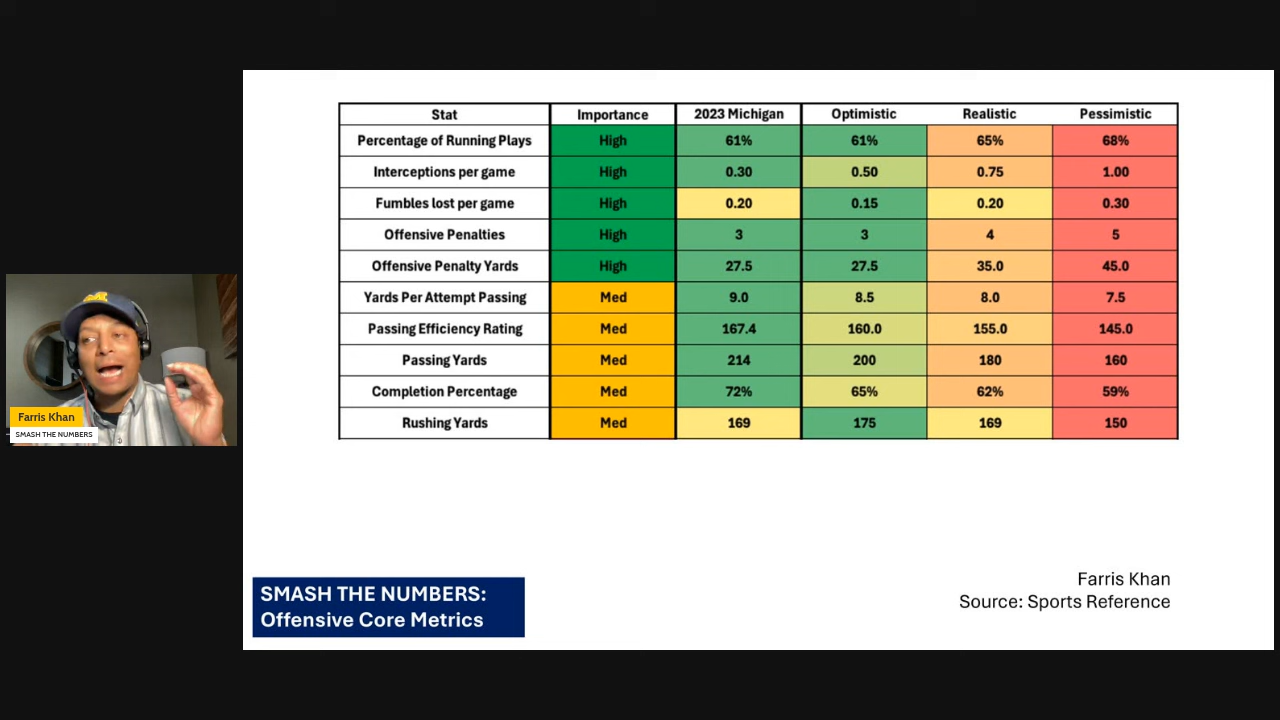 Stat Importance 2023 Michigan Optimistic Realistic Pessimistic
Percentage of Running Plays High 61% 61% 65% 68%
Interceptions per game High 0.30 0.50 0.75 1.00
Fumbles lost per game High 0.20 0.15 0.20 0.30
Offensive Penalties High 3 3 4 5
Offensive Penalty Yards High 27.5 27.5 35.0 45.0
Yards Per Attempt Passing Med 9.0 8.5 8.0 7.5
Passing Efficiency Rating Med 167.4 160.0 155.0 145.0
Passing Yards Med 214 200 180 160
Completion Percentage Med 72% 65% 62% 59%
Rushing Yards Med 169 175 169 150
Farris Khan
SMASH THE NUMBERS
SMASH THE NUMBERS:
Offensive Core Metrics
Farris Khan
Source: Sports Reference